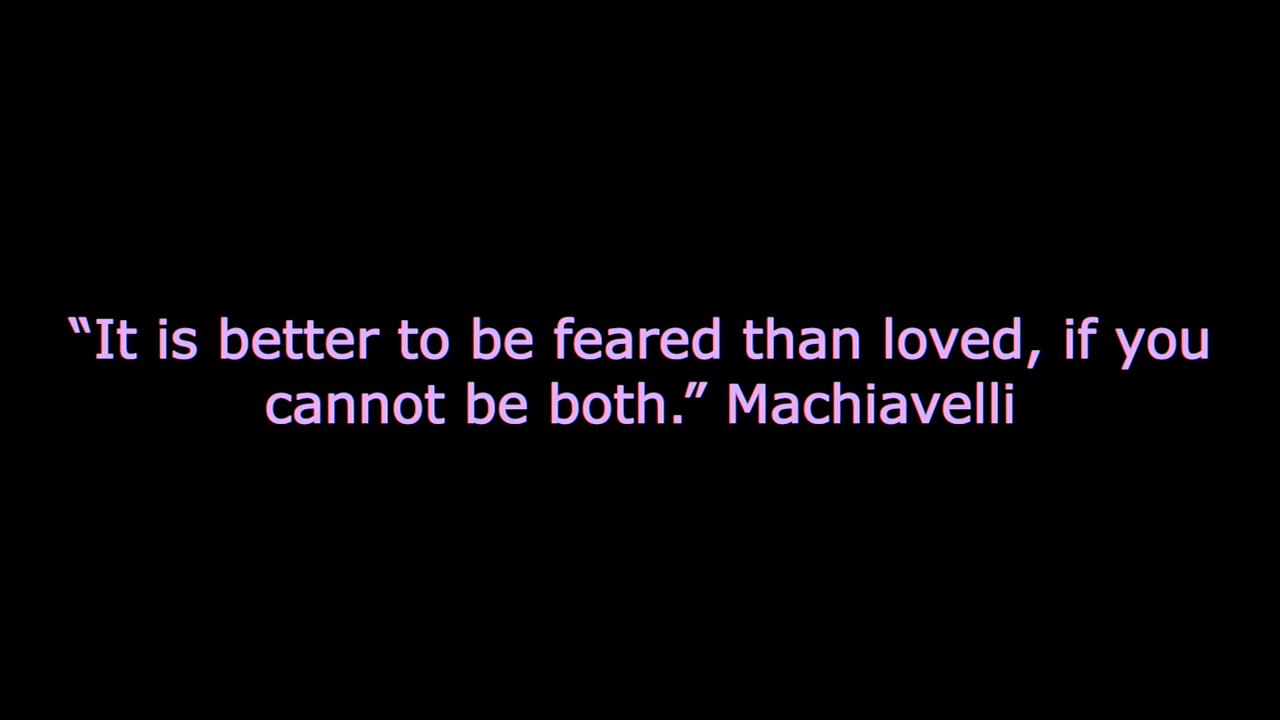 “It is better to be feared than loved, if you
cannot be both.” Machiavelli